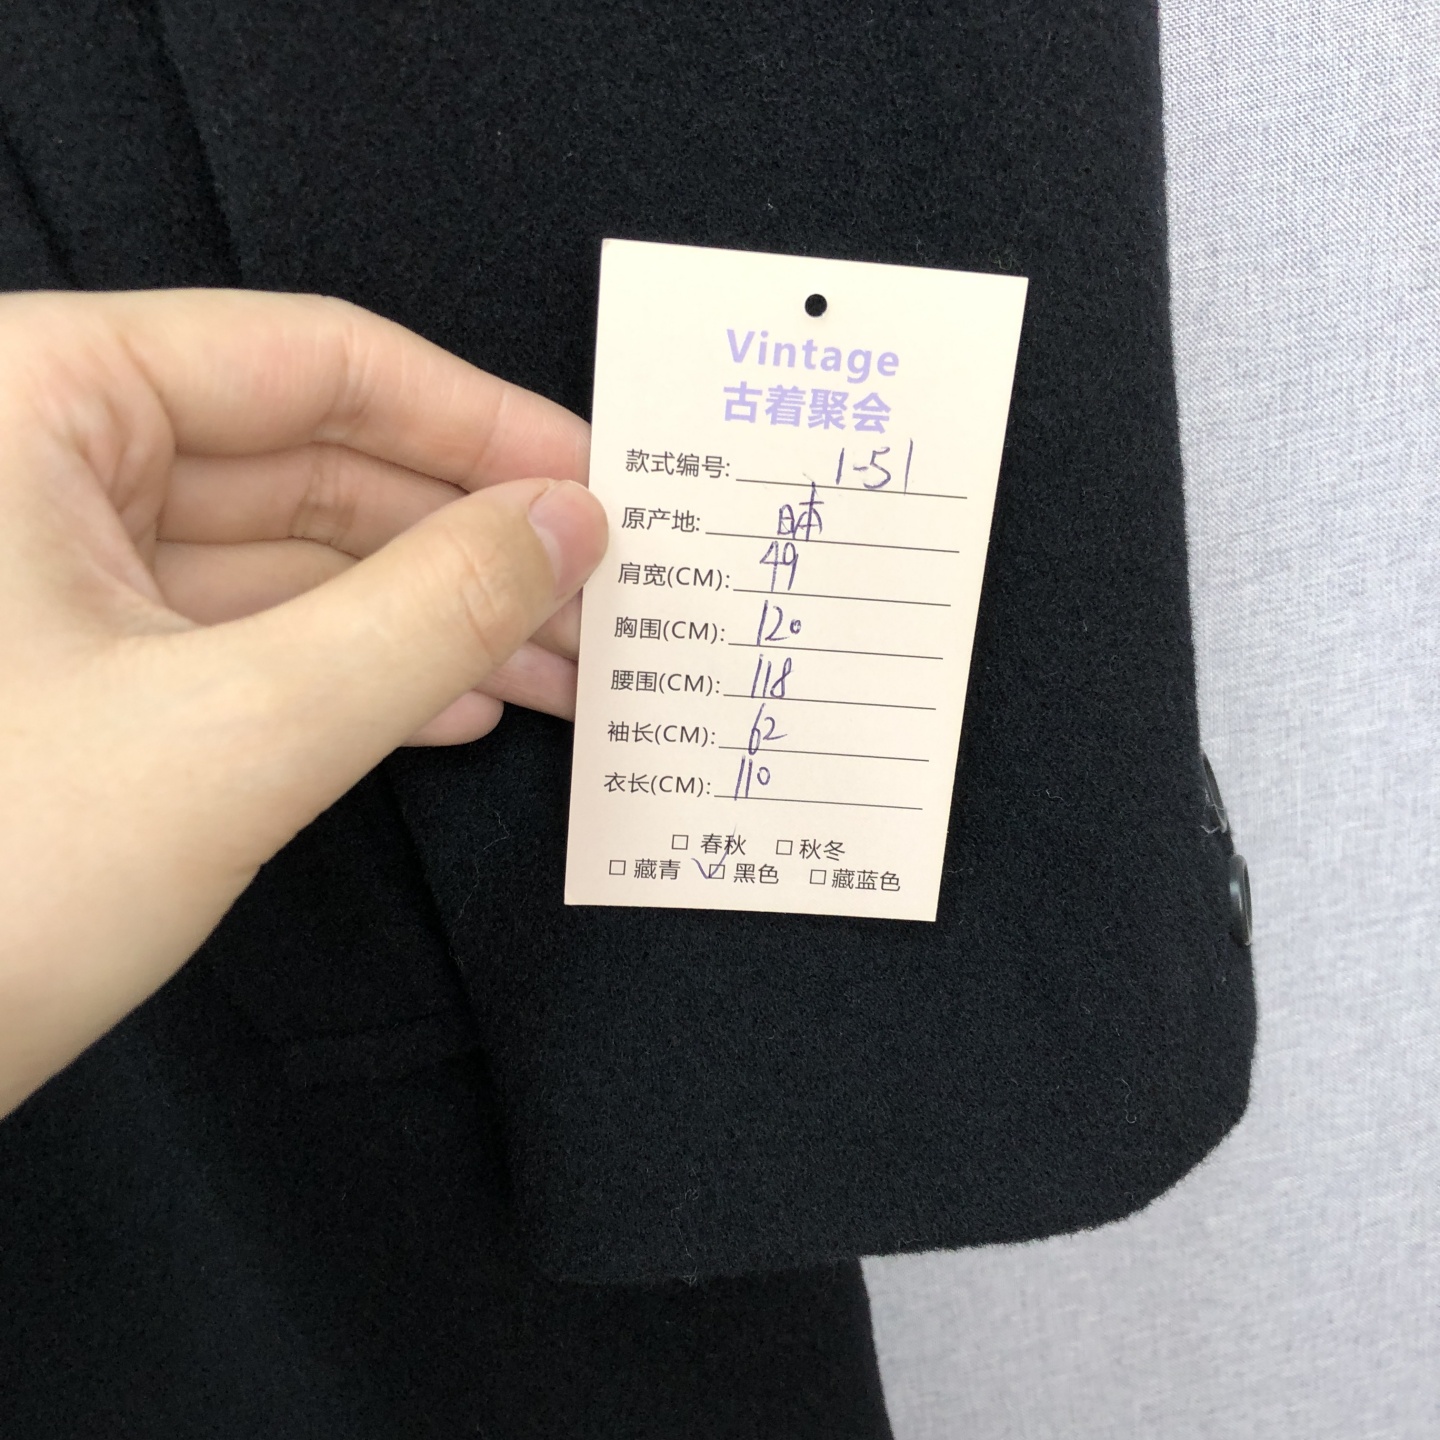 Vintage
古着聚会
款式编号: 1-51
原产地: 日本
肩宽(CM): 49
胸围(CM): 120
腰围(CM): 118
袖长(CM): 62
衣长(CM): 110
□ 春秋 □ 秋冬
□ 藏青 ☑ 黑色 □ 藏蓝色